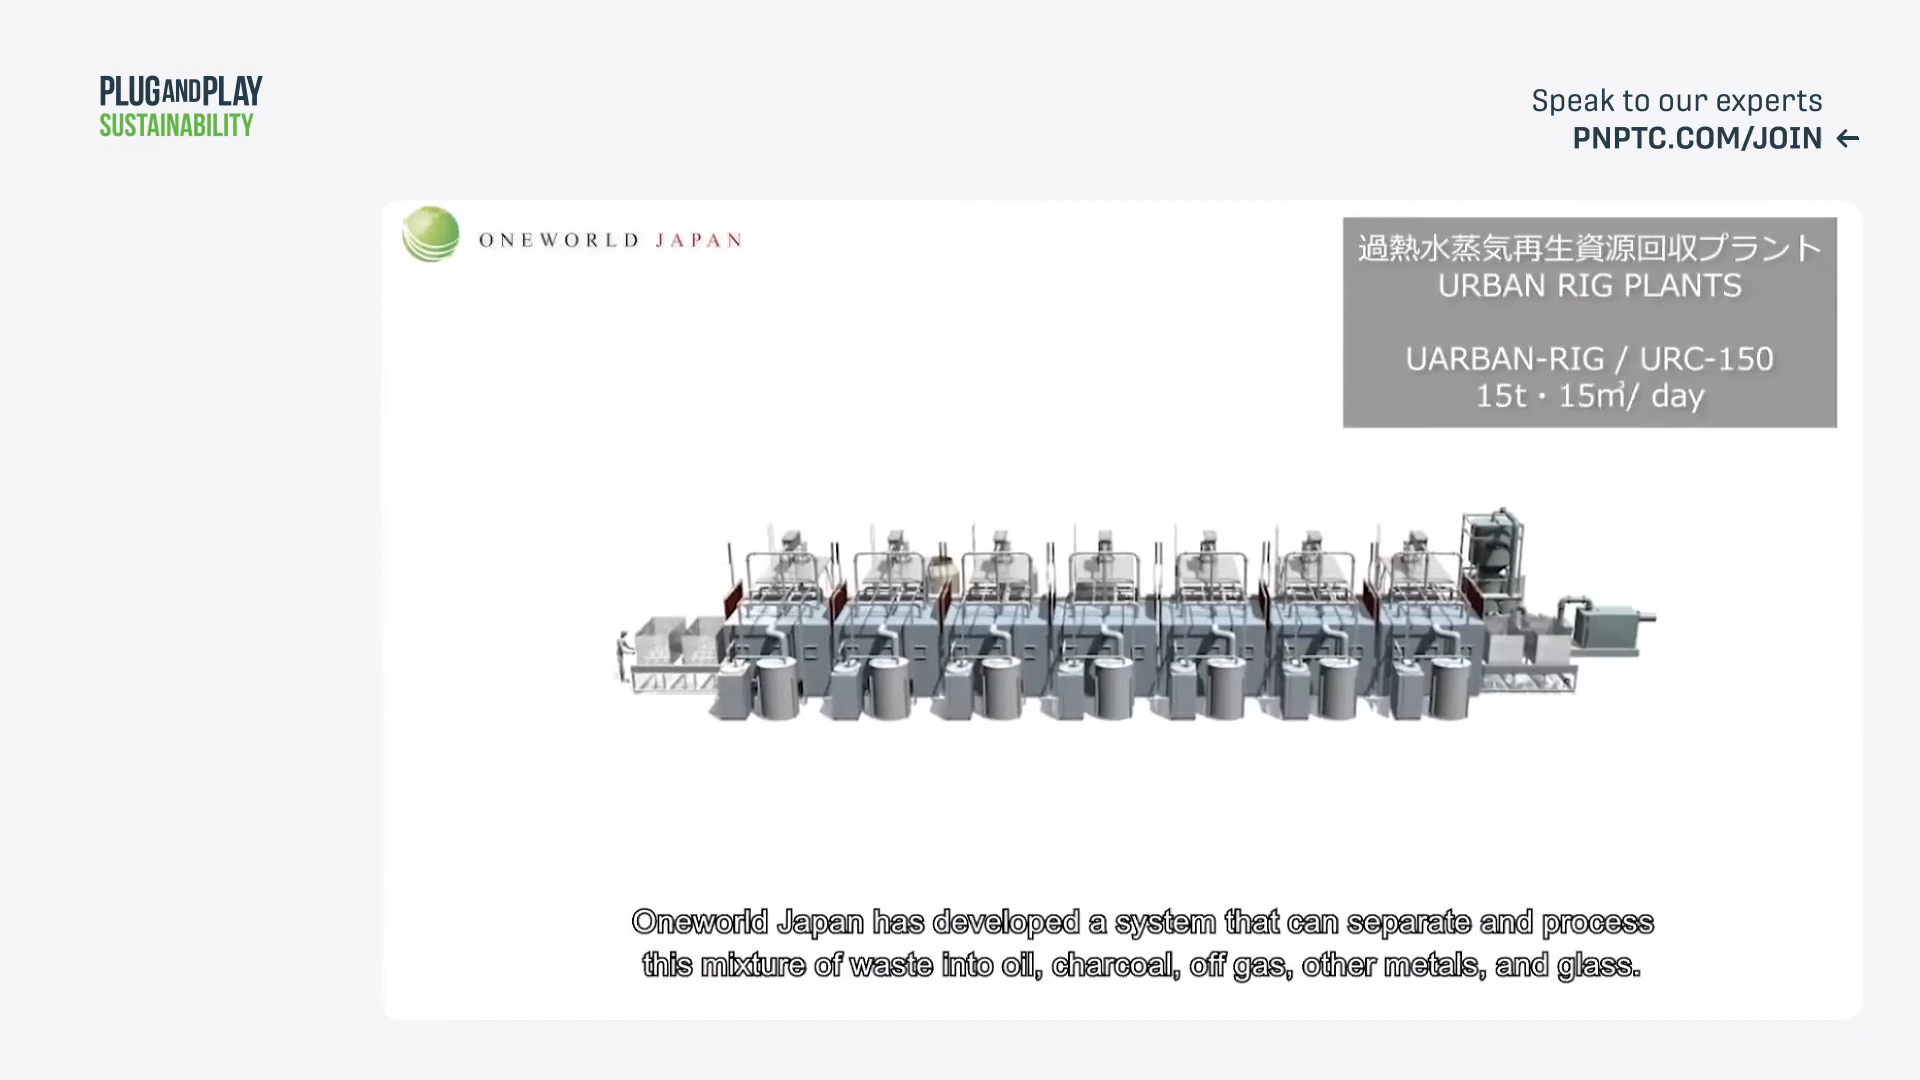 PLUGANDPLAY
SUSTAINABILITY
Speak to our experts
PNPTC.COM/JOIN ←
ONEWORLD JAPAN
過熱水蒸気再生資源回収プラント
URBAN RIG PLANTS
UARBAN-RIG / URC-150
15t・15㎥/ day
Oneworld Japan has developed a system that can separate and process
this mixture of waste into oil, charcoal, off gas, other metals, and glass.